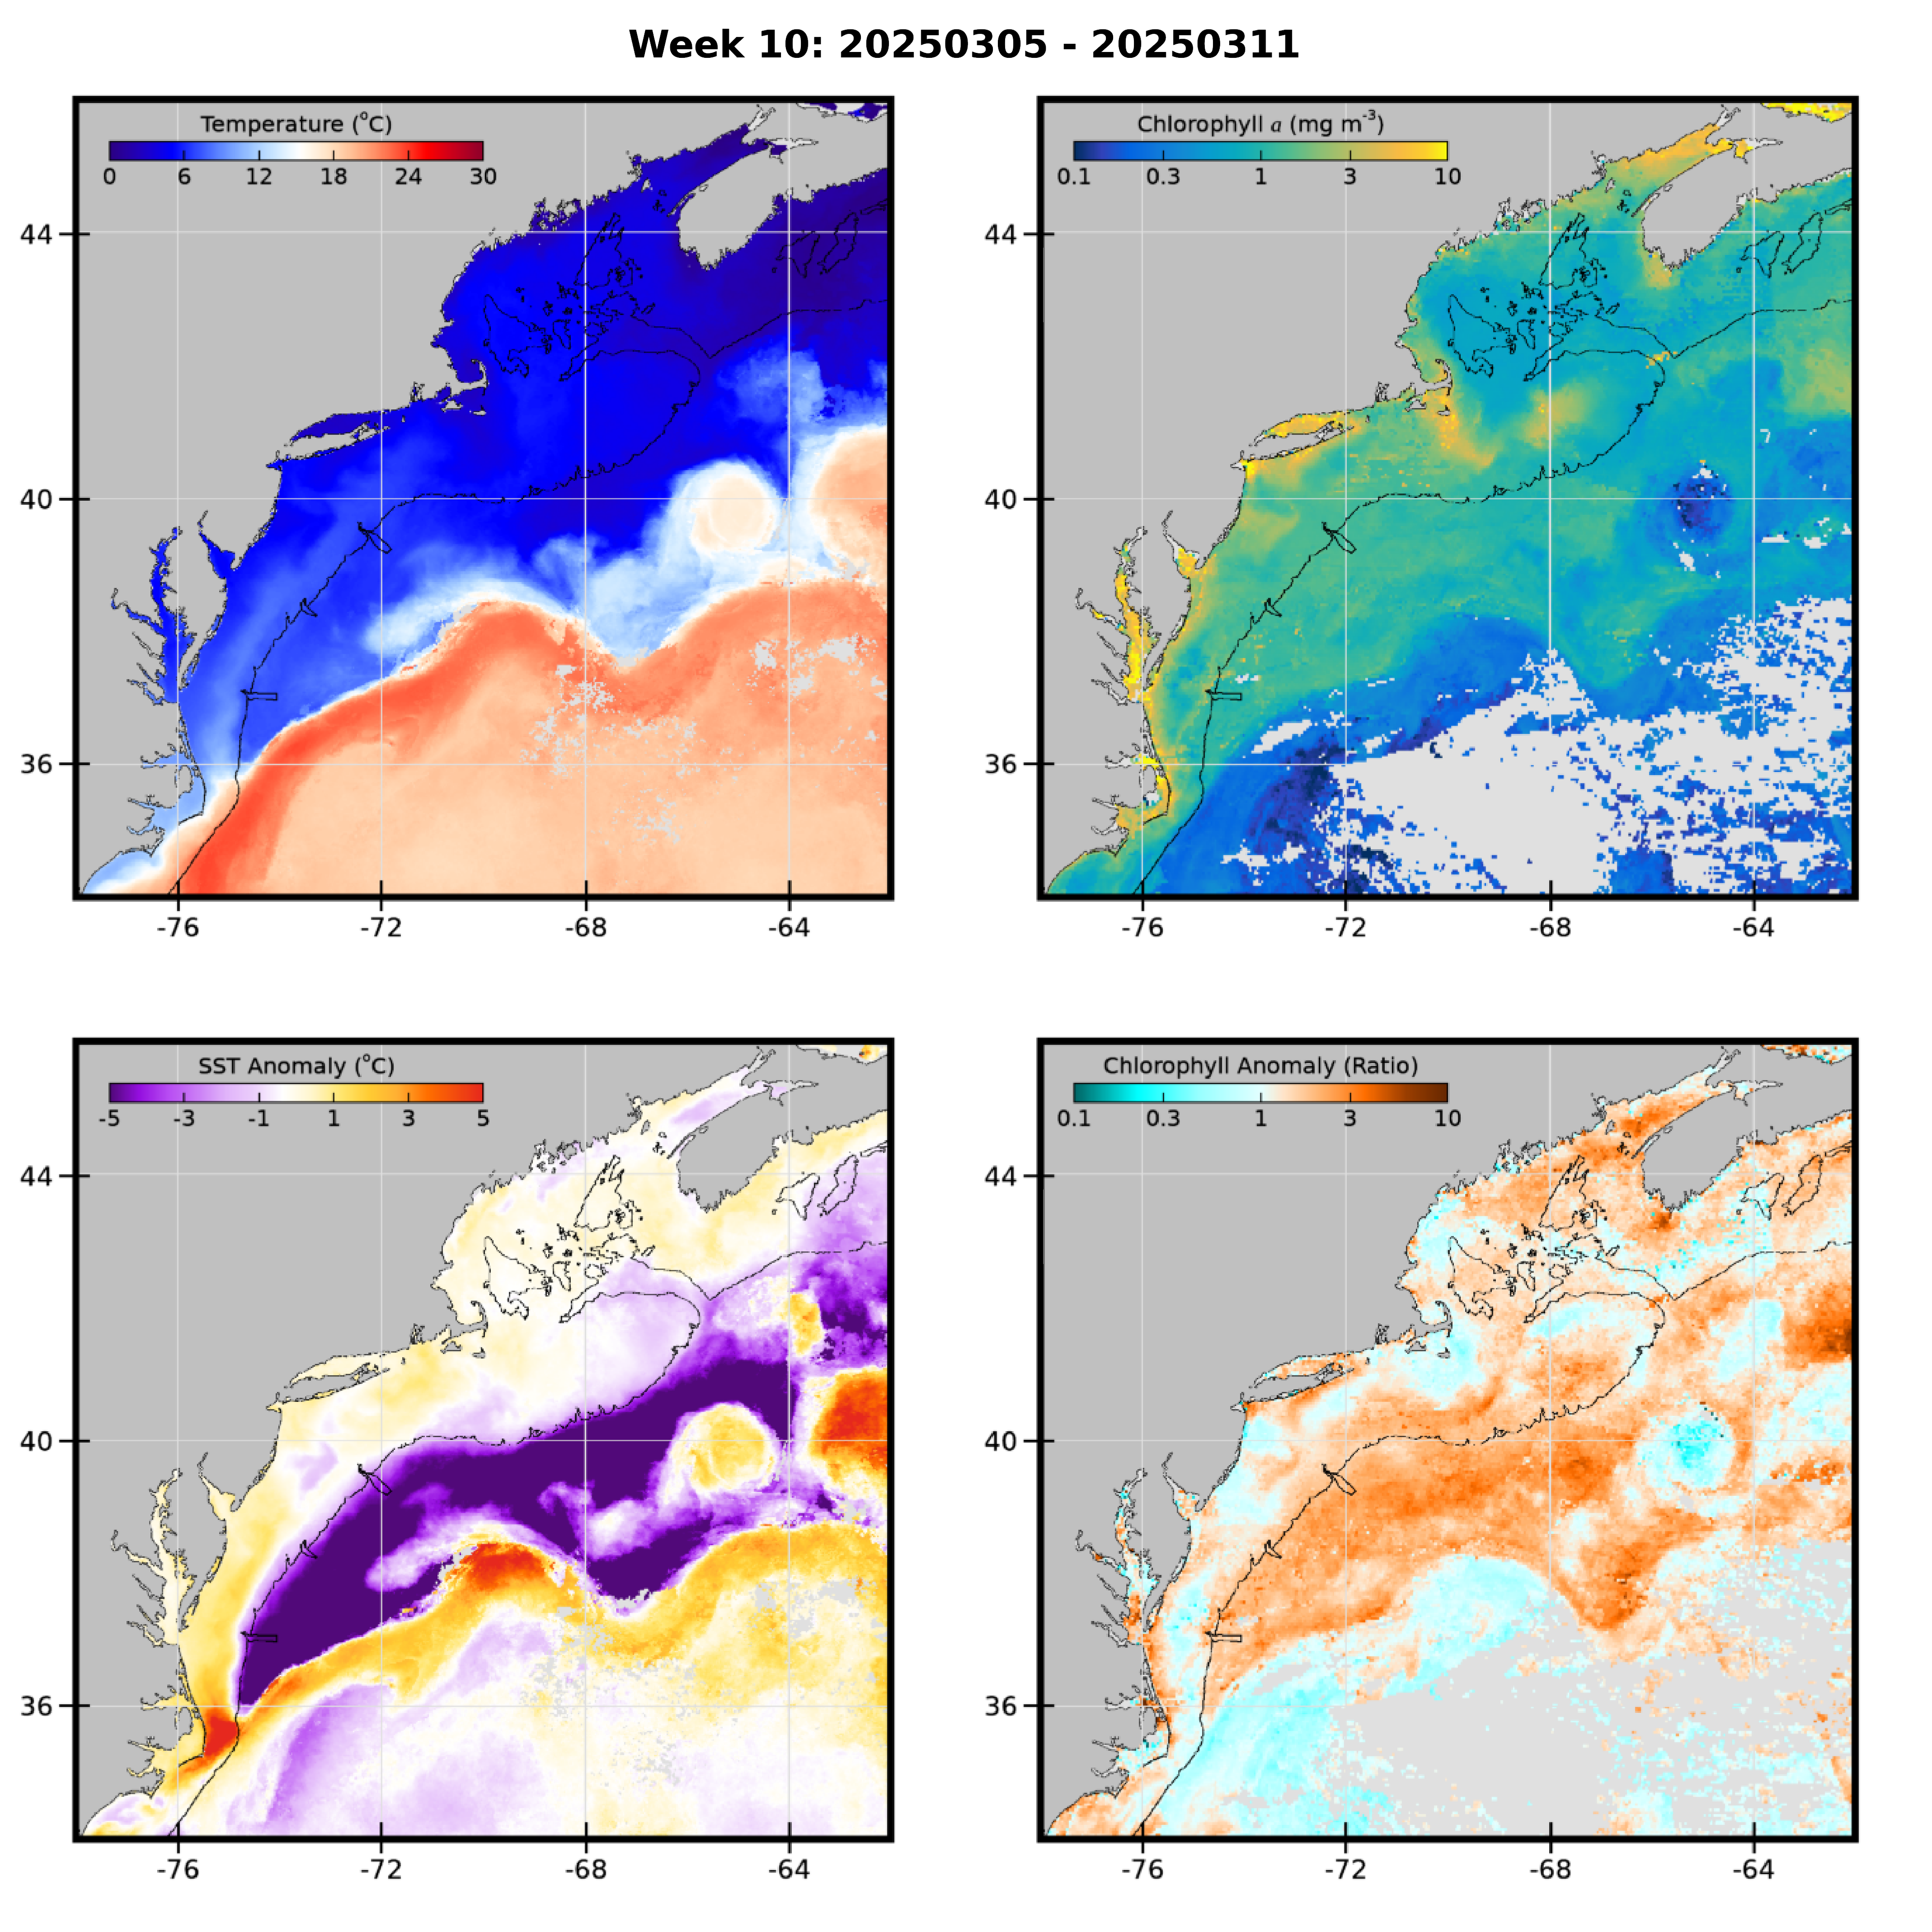 Week 10: 20250305 - 20250311
Temperature (°C)
0 6 12 18 24 30
44
40
36
-76 -72 -68 -64
Chlorophyll a (mg m⁻³)
0.1 0.3 1 3 10
44
40
36
-76 -72 -68 -64
SST Anomaly (°C)
-5 -3 -1 1 3 5
44
40
36
-76 -72 -68 -64
Chlorophyll Anomaly (Ratio)
0.1 0.3 1 3 10
44
40
36
-76 -72 -68 -64